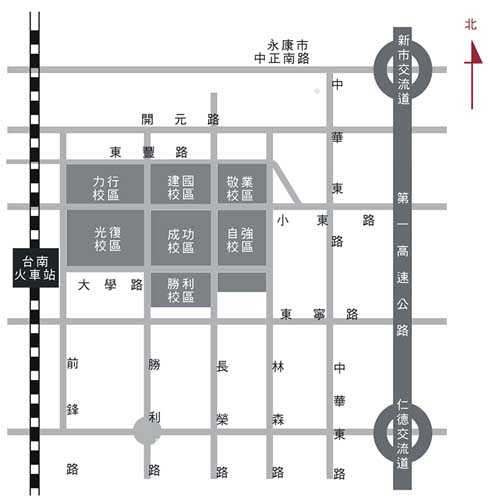 北
永康市
中正南路
新市交流道
中華東路
開元路
東豐路
力行
校區
建國
校區
敬業
校區
第一高速公路
小東路
光復
校區
成功
校區
自強
校區
台南
火車站
大學路
勝利
校區
東寧路
前鋒路
勝利路
長榮路
林森路
中華東路
仁德交流道